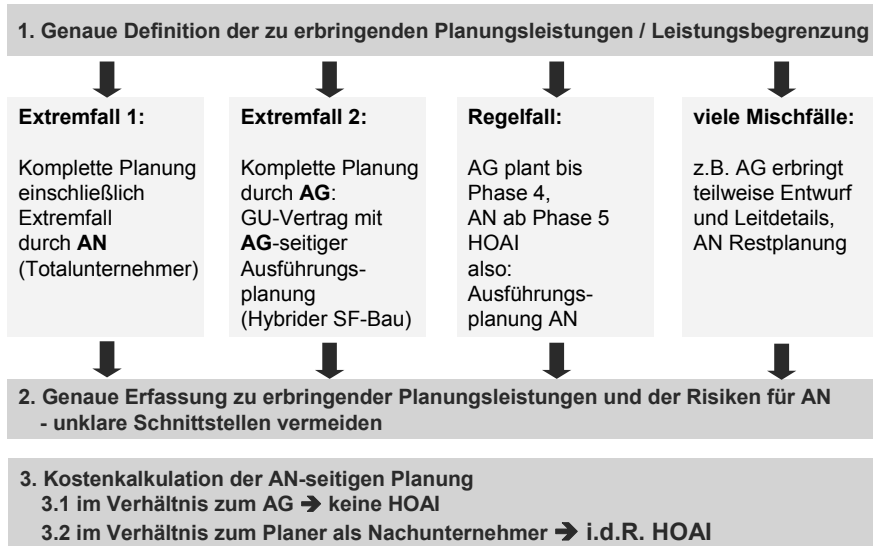 1. Genaue Definition der zu erbringenden Planungsleistungen / Leistungsbegrenzung
Extremfall 1:
Komplette Planung
einschließlich
Extremfall
durch AN
(Totalunternehmer)
Extremfall 2:
Komplette Planung
durch AG:
GU-Vertrag mit
AG-seitiger
Ausführungs-
planung
(Hybrider SF-Bau)
Regelfall:
AG plant bis
Phase 4,
AN ab Phase 5
HOAI
also:
Ausführungs-
planung AN
viele Mischfälle:
z.B. AG erbringt
teilweise Entwurf
und Leitdetails,
AN Restplanung
2. Genaue Erfassung zu erbringender Planungsleistungen und der Risiken für AN
- unklare Schnittstellen vermeiden
3. Kostenkalkulation der AN-seitigen Planung
3.1 im Verhältnis zum AG ➔ keine HOAI
3.2 im Verhältnis zum Planer als Nachunternehmer ➔ i.d.R. HOAI